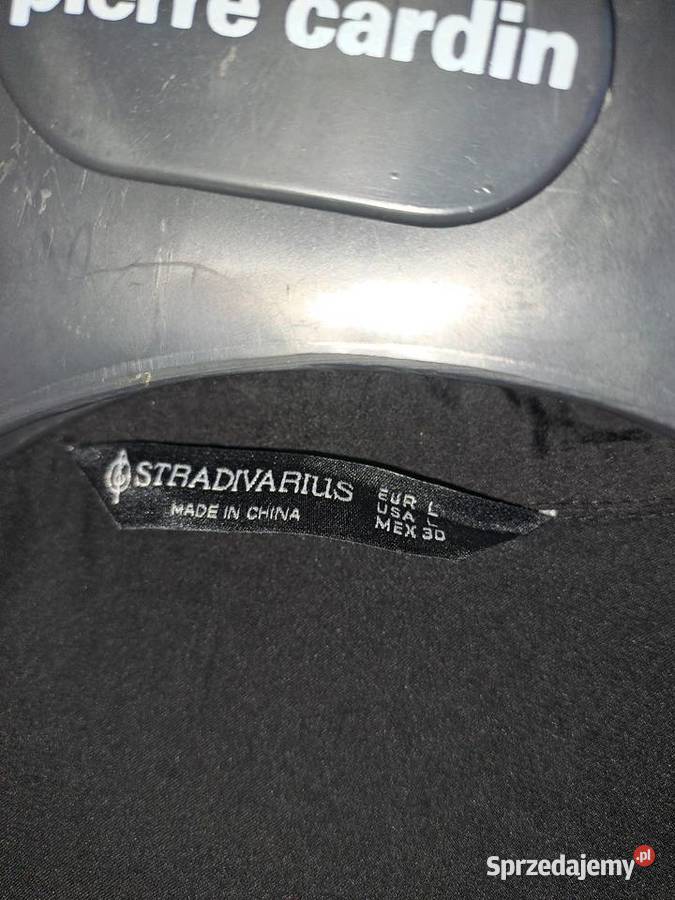 pierre cardin
STRADIVARIUS
MADE IN CHINA
EUR L
USA L
MEX 30
Sprzedajemy.pl